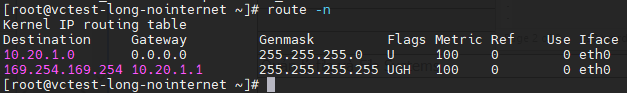 [root@vctest-long-nointernet ~]# route -n
Kernel IP routing table
Destination     Gateway         Genmask         Flags Metric Ref    Use Iface
10.20.1.0       0.0.0.0         255.255.255.0   U     100    0        0 eth0
169.254.169.254 10.20.1.1       255.255.255.255 UGH   100    0        0 eth0
[root@vctest-long-nointernet ~]#